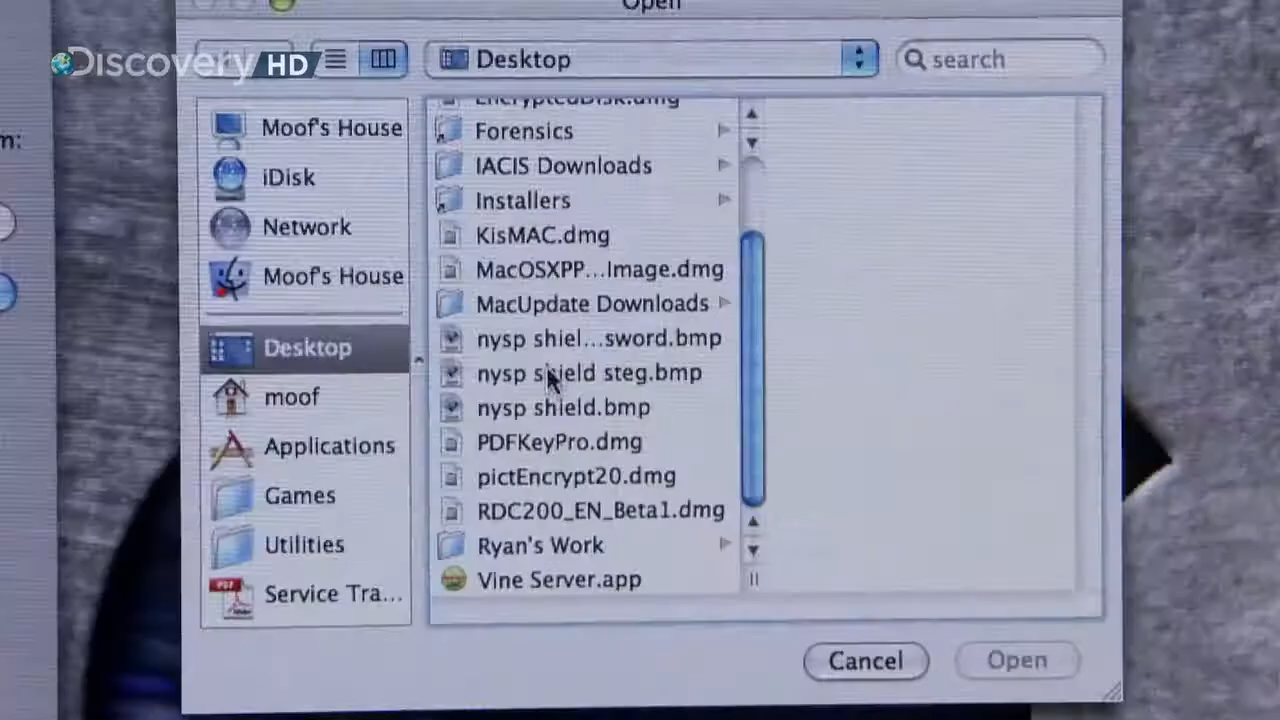 Open
Discovery HD
Desktop
search
m:
Moof's House
iDisk
Network
Moof's House
Desktop
moof
Applications
Games
Utilities
Service Tra...
EncryptedDisk.dmg
Forensics
IACIS Downloads
Installers
KisMAC.dmg
MacOSXPP...Image.dmg
MacUpdate Downloads
nysp shiel...sword.bmp
nysp shield steg.bmp
nysp shield.bmp
PDFKeyPro.dmg
pictEncrypt20.dmg
RDC200_EN_Beta1.dmg
Ryan's Work
Vine Server.app
Cancel
Open